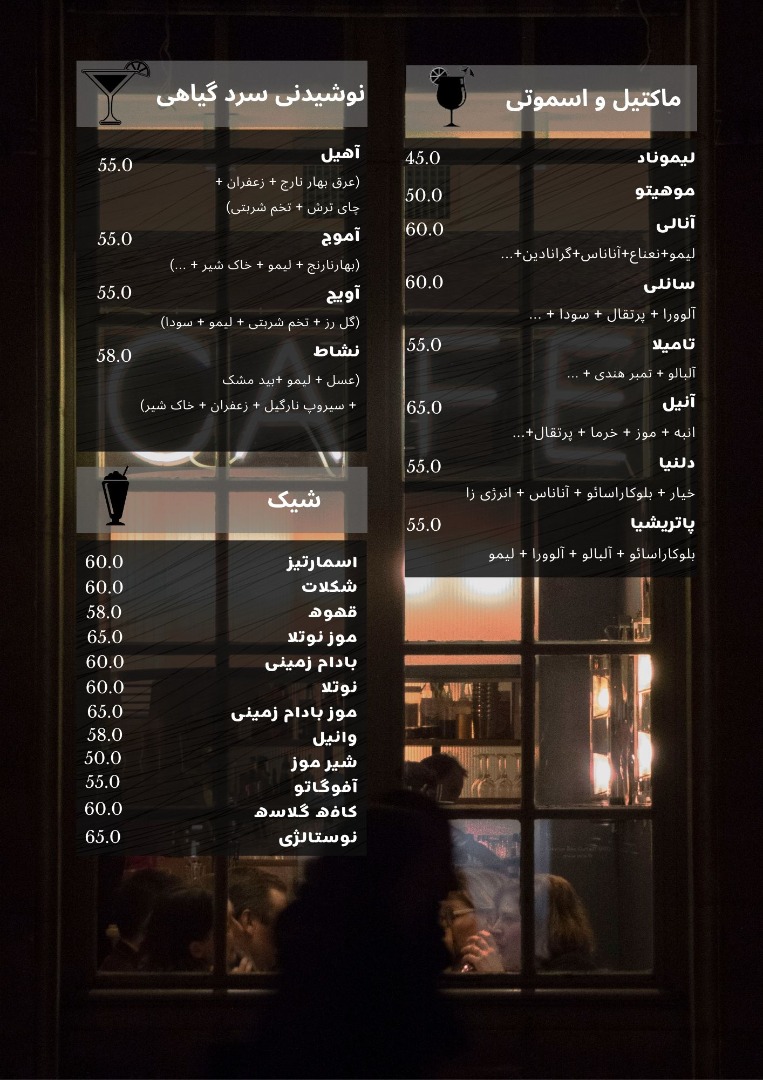 ماکتیل و اسموتی
لیموناد 45.0
موهیتو 50.0
آنالی 60.0
لیمو+نعناع+آناناس+گرانادین+...
سانلی 60.0
آلوورا + پرتقال + سودا + ...
تامیلا 55.0
آلبالو + تمبر هندی + ...
آنیل 65.0
انبه + موز + خرما + پرتقال+...
دلنیا 55.0
خیار + بلوکاراسائو + آناناس + انرژی زا
پاتریشیا 55.0
بلوکاراسائو + آلبالو + آلوورا + لیمو
نوشیدنی سرد گیاهی
آهیل 55.0
(عرق بهار نارج + زعفران +
چای ترش + تخم شربتی)
آموج 55.0
(بهارنارنج + لیمو + خاک شیر + ...)
آویج 55.0
(گل رز + تخم شربتی + لیمو + سودا)
نشاط 58.0
(عسل + لیمو +بید مشک
+ سیروپ نارگیل + زعفران + خاک شیر)
شیک
اسمارتیز 60.0
شکلات 60.0
قهوه 58.0
موز نوتلا 65.0
بادام زمینی 60.0
نوتلا 60.0
موز بادام زمینی 65.0
وانیل 58.0
شیر موز 50.0
آفوگاتو 55.0
کافه گلاسه 60.0
نوستالژی 65.0
CAFE